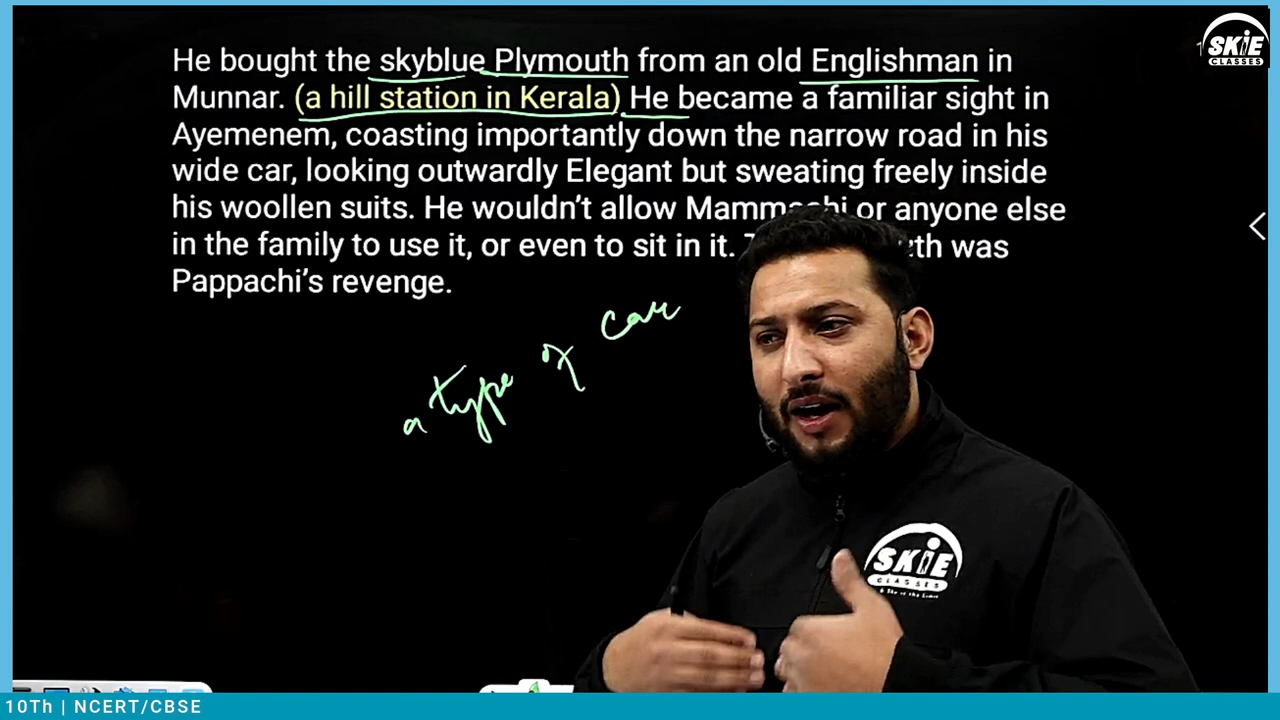 He bought the skyblue Plymouth from an old Englishman in
Munnar. (a hill station in Kerala) He became a familiar sight in
Ayemenem, coasting importantly down the narrow road in his
wide car, looking outwardly Elegant but sweating freely inside
his woollen suits. He wouldn't allow Mammachi or anyone else
in the family to use it, or even to sit in it. was
Pappachi's revenge.
a type of car
SKIE
CLASSES
SKIE
CLASSES
10Th | NCERT/CBSE